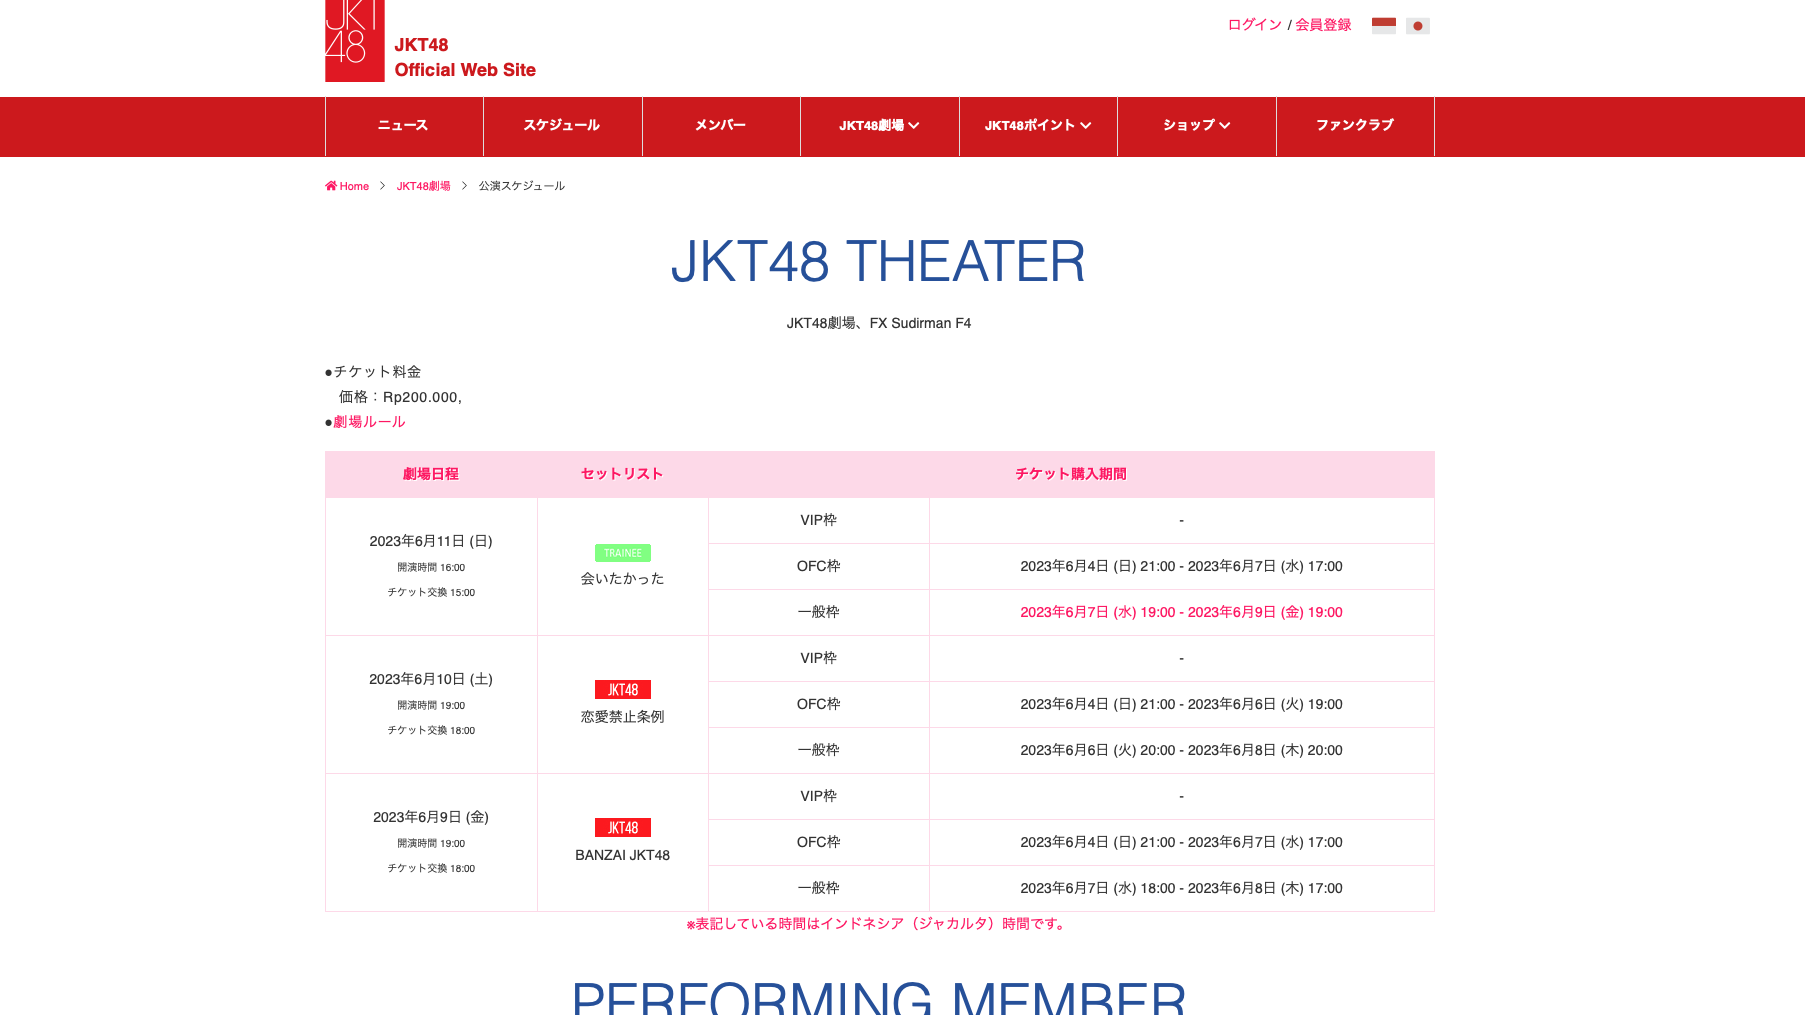 JKT
48
JKT48
Official Web Site
ログイン / 会員登録
ニュース スケジュール メンバー JKT48劇場 JKT48ポイント ショップ ファンクラブ
Home > JKT48劇場 > 公演スケジュール
JKT48 THEATER
JKT48劇場、FX Sudirman F4
●チケット料金
価格：Rp200.000,
●劇場ルール
劇場日程 セットリスト チケット購入期間
2023年6月11日 (日)
開演時間 16:00
チケット交換 15:00
TRAINEE
会いたかった
VIP枠 -
OFC枠 2023年6月4日 (日) 21:00 - 2023年6月7日 (水) 17:00
一般枠 2023年6月7日 (水) 19:00 - 2023年6月9日 (金) 19:00
2023年6月10日 (土)
開演時間 19:00
チケット交換 18:00
JKT48
恋愛禁止条例
VIP枠 -
OFC枠 2023年6月4日 (日) 21:00 - 2023年6月6日 (火) 19:00
一般枠 2023年6月6日 (火) 20:00 - 2023年6月8日 (木) 20:00
2023年6月9日 (金)
開演時間 19:00
チケット交換 18:00
JKT48
BANZAI JKT48
VIP枠 -
OFC枠 2023年6月4日 (日) 21:00 - 2023年6月7日 (水) 17:00
一般枠 2023年6月7日 (水) 18:00 - 2023年6月8日 (木) 17:00
※表記している時間はインドネシア（ジャカルタ）時間です。
PERFORMING MEMBER